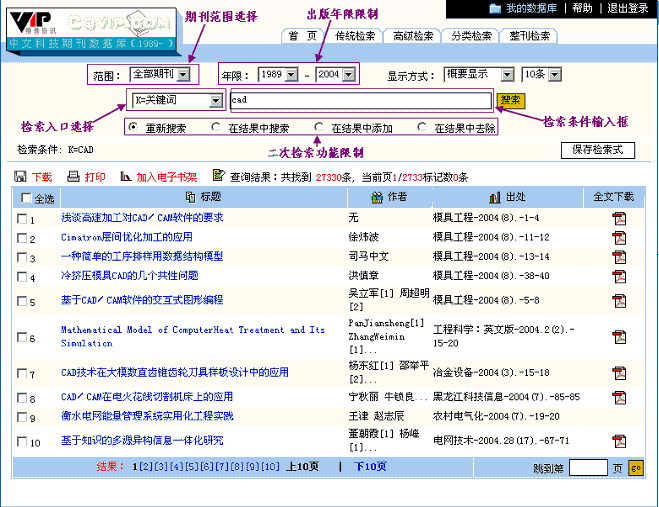 我的数据库 | 帮助 | 退出登录
VIP 维普资讯
CQVIP.COM
中文科技期刊数据库(1989-)
期刊范围选择
出版年限限制
首 页 传统检索 高级检索 分类检索 整刊检索
范围: 全部期刊 年限: 1989 - 2004 显示方式: 概要显示 10条
K=关键词 cad 搜索
检索入口选择
检索条件输入框
重新搜索 在结果中搜索 在结果中添加 在结果中去除
二次检索功能限制
检索条件: K=CAD 保存检索式
下载 打印 加入电子书架 查询结果:共找到 27330条, 当前页1/2733标记数0条
全选 标题 作者 出处 全文下载
1 浅谈高速加工对CAD/CAM软件的要求 无 模具工程-2004(8).-1-4
2 Cimatron层间优化加工的应用 徐炜波 模具工程-2004(8).-11-12
3 一种简单的工序排样用数据结构模型 司马中文 模具工程-2004(8).-13-14
4 冷挤压模具CAD的几个共性问题 洪慎章 模具工程-2004(8).-38-40
5 基于CAD/CAM软件的交互式图形编程 吴立军[1] 周超明[2] 模具工程-2004(8).-5-8
6 Mathematical Model of ComputerHeat Treatment and Its Simulation PanJiansheng[1] ZhangWeimin[1]... 工程科学:英文版-2004.2(2).-15-20
7 CAD技术在大模数直齿锥齿轮刀具样板设计中的应用 杨东红[1] 邵举平[2]... 冶金设备-2004(3).-15-18
8 CAD/CAM在电火花线切割机床上的应用 宁秋丽 牛锁良... 黑龙江科技信息-2004(7).-85-85
9 衡水电网能量管理系统实用化工程实践 王津 赵志辰 农村电气化-2004(7).-19-20
10 基于知识的多源异构信息一体化研究 董朝霞[1] 杨峰[1]... 电网技术-2004.28(17).-67-71
结果: 1[2][3][4][5][6][7][8][9][10] 上10页 | 下10页 跳到第 页 go